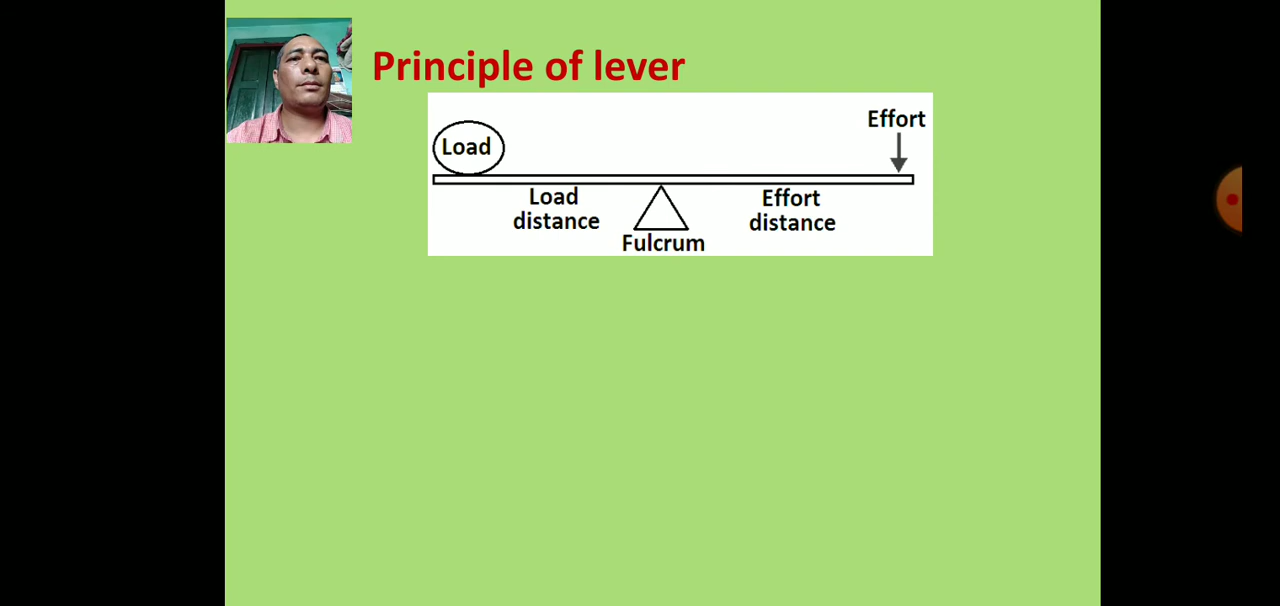 Principle of lever
Effort
Load
Load
distance
Effort
distance
Fulcrum